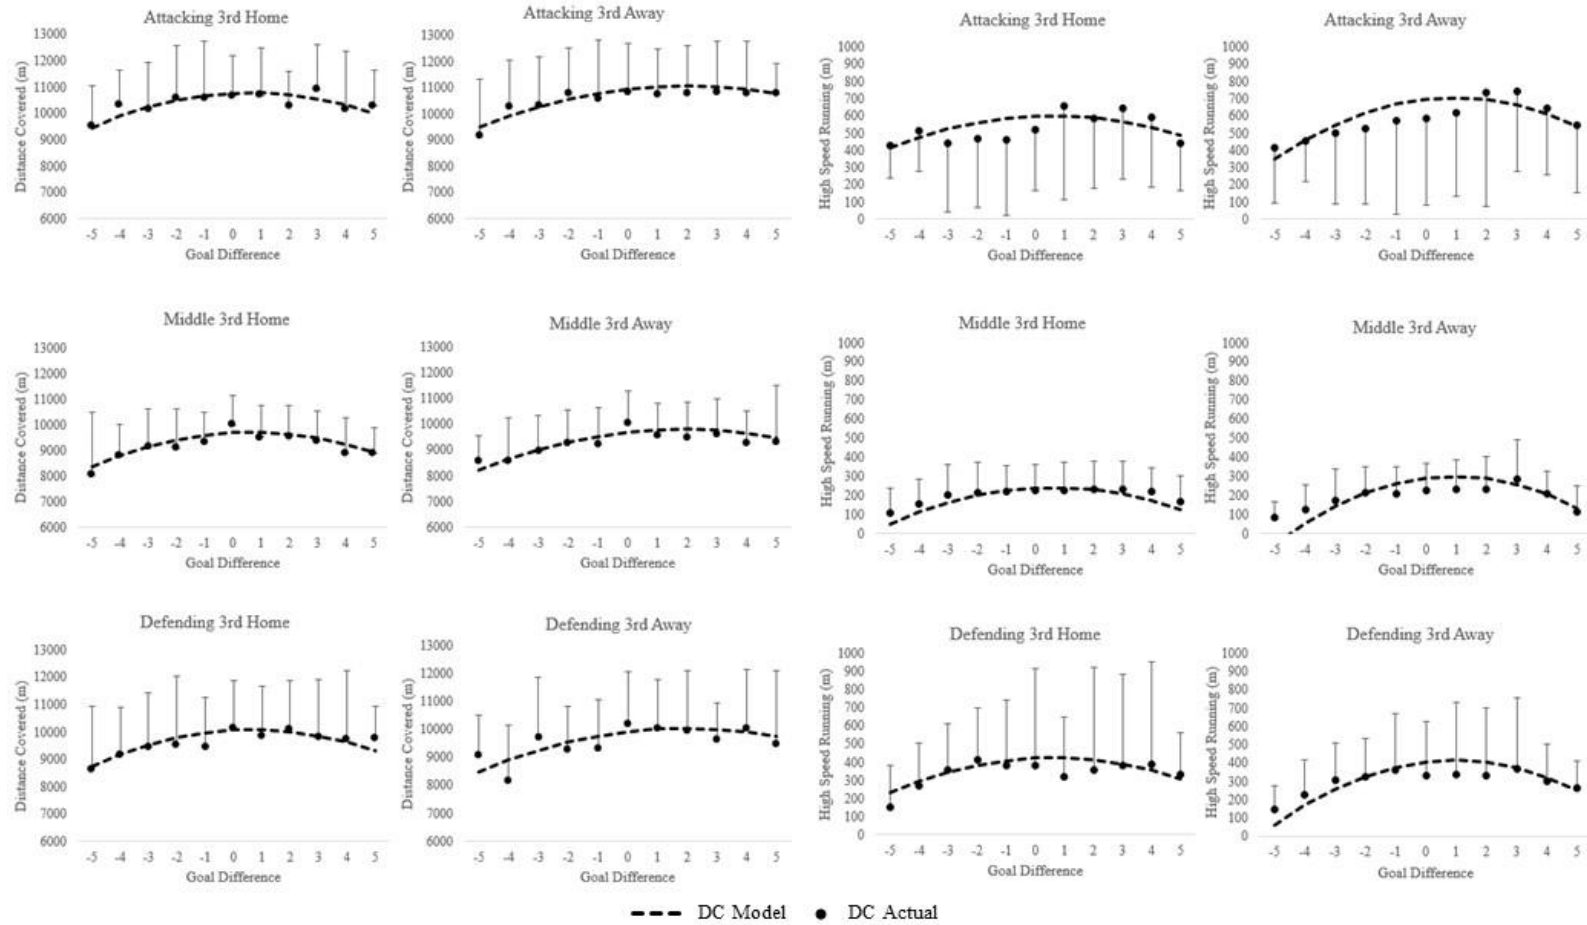 Attacking 3rd Home
Distance Covered (m)
13000
12000
11000
10000
9000
8000
7000
6000
-5 -4 -3 -2 -1 0 1 2 3 4 5
Goal Difference
Attacking 3rd Away
Distance Covered (m)
13000
12000
11000
10000
9000
8000
7000
6000
-5 -4 -3 -2 -1 0 1 2 3 4 5
Goal Difference
Attacking 3rd Home
High Speed Running (m)
1000
900
800
700
600
500
400
300
200
100
0
-5 -4 -3 -2 -1 0 1 2 3 4 5
Goal Difference
Attacking 3rd Away
High Speed Running (m)
1000
900
800
700
600
500
400
300
200
100
0
-5 -4 -3 -2 -1 0 1 2 3 4 5
Goal Difference
Middle 3rd Home
Distance Covered (m)
13000
12000
11000
10000
9000
8000
7000
6000
-5 -4 -3 -2 -1 0 1 2 3 4 5
Goal Difference
Middle 3rd Away
Distance Covered (m)
13000
12000
11000
10000
9000
8000
7000
6000
-5 -4 -3 -2 -1 0 1 2 3 4 5
Goal Difference
Middle 3rd Home
High Speed Running (m)
1000
900
800
700
600
500
400
300
200
100
0
-5 -4 -3 -2 -1 0 1 2 3 4 5
Goal Difference
Middle 3rd Away
High Speed Running (m)
1000
900
800
700
600
500
400
300
200
100
0
-5 -4 -3 -2 -1 0 1 2 3 4 5
Goal Difference
Defending 3rd Home
Distance Covered (m)
13000
12000
11000
10000
9000
8000
7000
6000
-5 -4 -3 -2 -1 0 1 2 3 4 5
Goal Difference
Defending 3rd Away
Distance Covered (m)
13000
12000
11000
10000
9000
8000
7000
6000
-5 -4 -3 -2 -1 0 1 2 3 4 5
Goal Difference
Defending 3rd Home
High Speed Running (m)
1000
900
800
700
600
500
400
300
200
100
0
-5 -4 -3 -2 -1 0 1 2 3 4 5
Goal Difference
Defending 3rd Away
High Speed Running (m)
1000
900
800
700
600
500
400
300
200
100
0
-5 -4 -3 -2 -1 0 1 2 3 4 5
Goal Difference
DC Model DC Actual